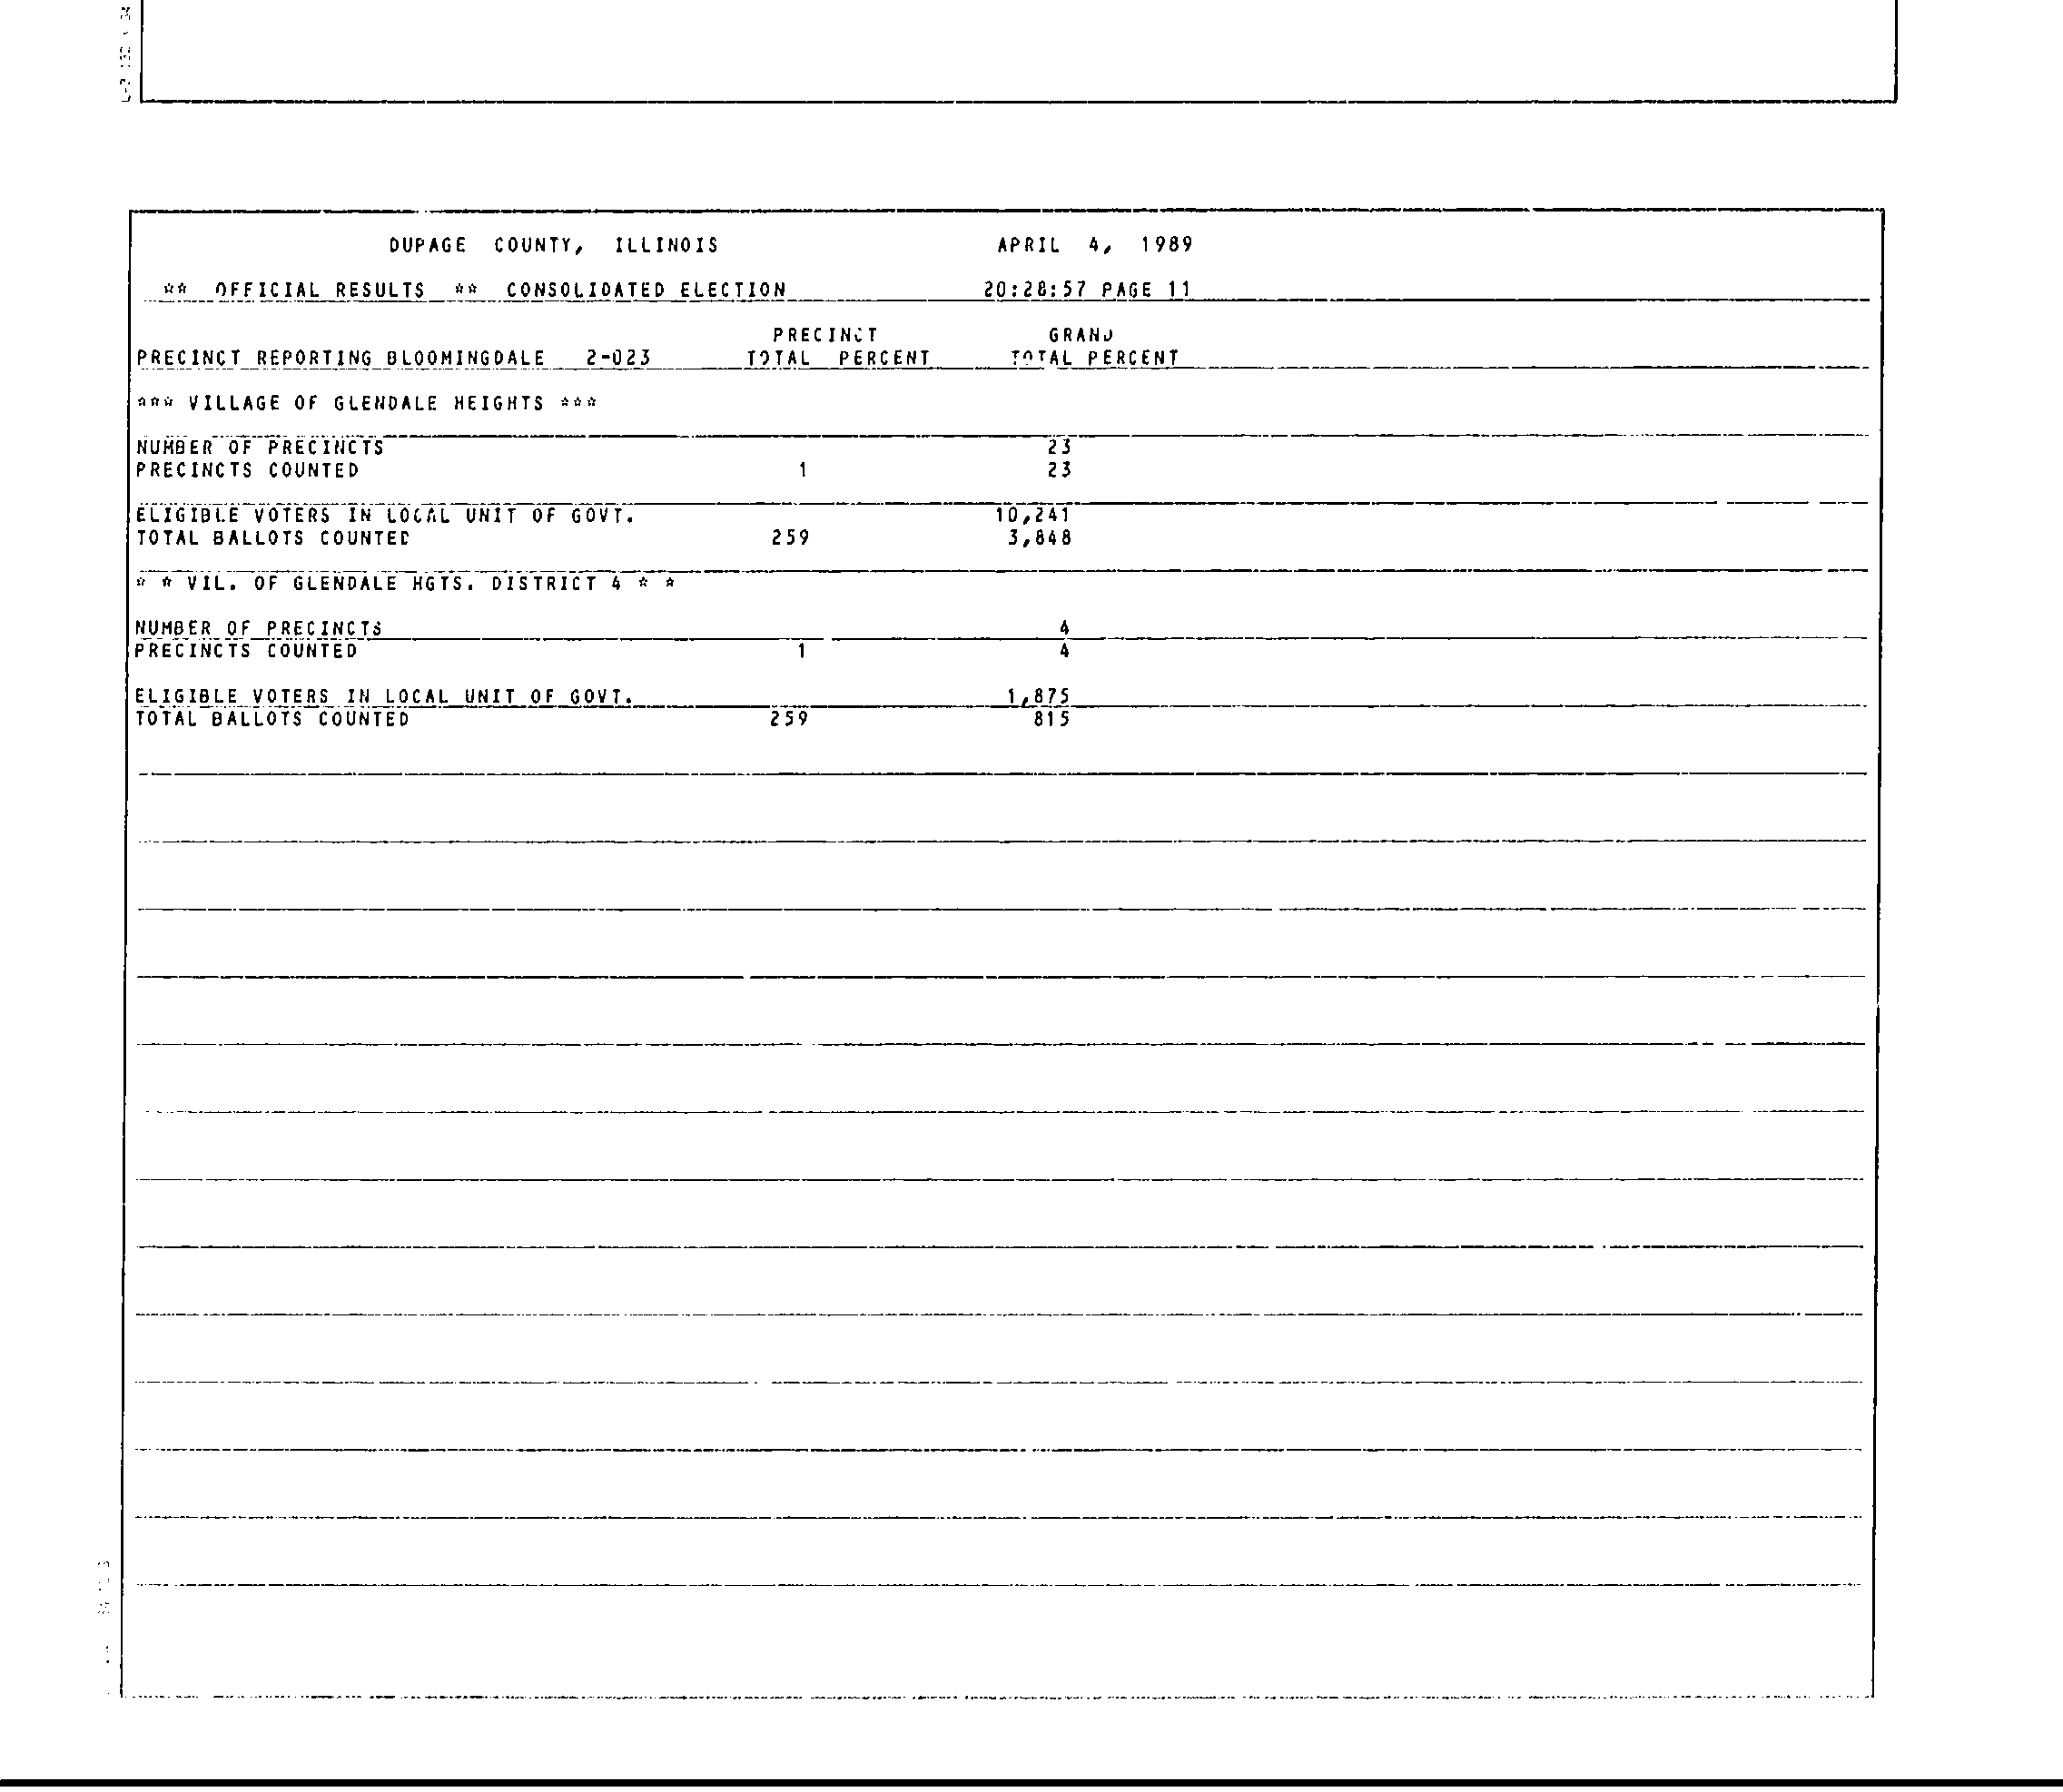 DUPAGE COUNTY, ILLINOIS APRIL 4, 1989
** OFFICIAL RESULTS ** CONSOLIDATED ELECTION 20:28:57 PAGE 11
PRECINCT GRAND
PRECINCT REPORTING BLOOMINGDALE 2-023 TOTAL PERCENT TOTAL PERCENT
*** VILLAGE OF GLENDALE HEIGHTS ***
NUMBER OF PRECINCTS 23
PRECINCTS COUNTED 1 23
ELIGIBLE VOTERS IN LOCAL UNIT OF GOVT. 10,241
TOTAL BALLOTS COUNTED 259 3,848
* * VIL. OF GLENDALE HGTS. DISTRICT 4 * *
NUMBER OF PRECINCTS 4
PRECINCTS COUNTED 1 4
ELIGIBLE VOTERS IN LOCAL UNIT OF GOVT. 1,875
TOTAL BALLOTS COUNTED 259 815